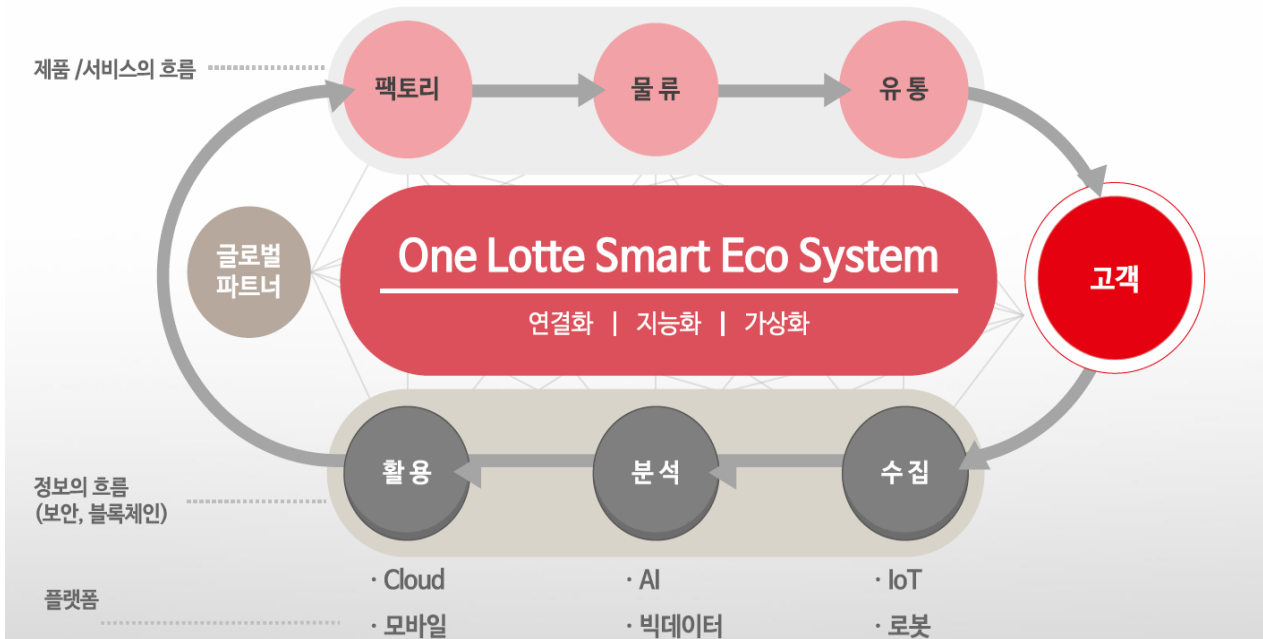 제품 /서비스의 흐름
팩토리
물 류
유 통
글로벌
파트너
One Lotte Smart Eco System
연결화 | 지능화 | 가상화
고객
활 용
분 석
수 집
정보의 흐름
(보안, 블록체인)
플랫폼
· Cloud
· 모바일
· AI
· 빅데이터
· IoT
· 로봇